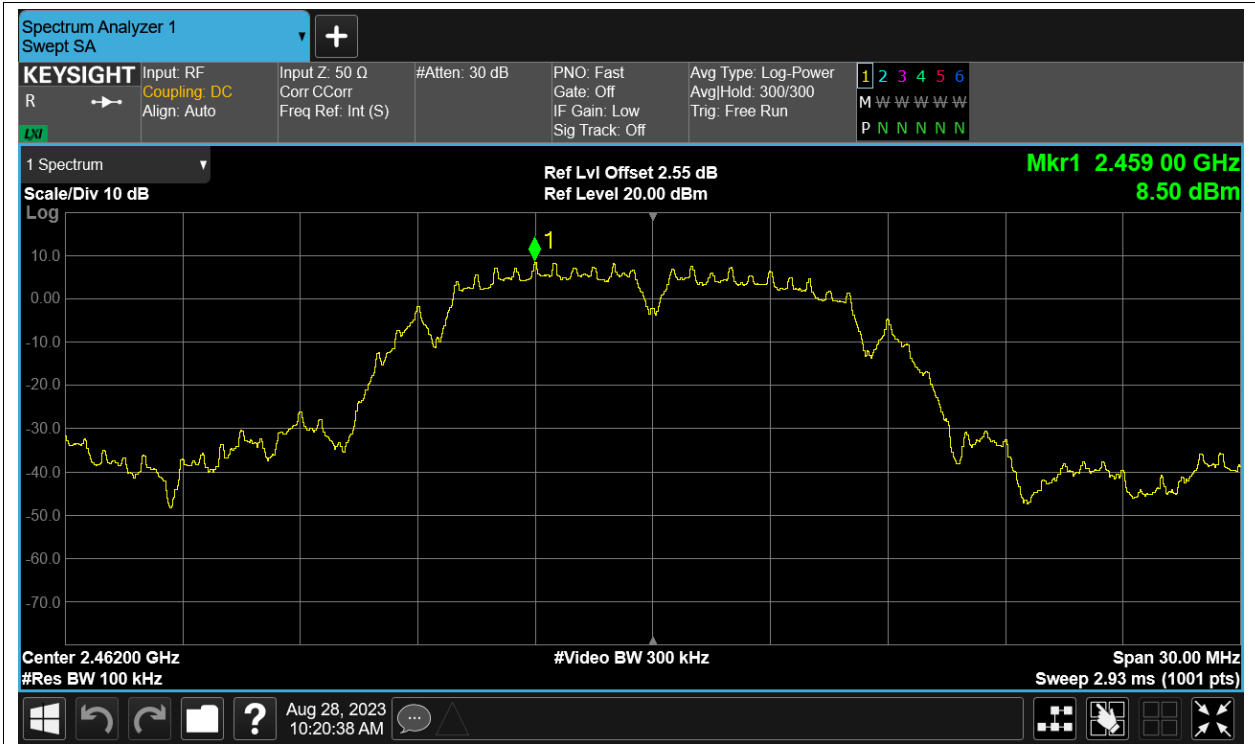 Spectrum Analyzer 1
Swept SA
+
KEYSIGHT
R
LXI
Input: RF
Coupling: DC
Align: Auto
Input Z: 50 Ω
Corr CCorr
Freq Ref: Int (S)
#Atten: 30 dB
PNO: Fast
Gate: Off
IF Gain: Low
Sig Track: Off
Avg Type: Log-Power
Avg|Hold: 300/300
Trig: Free Run
1 2 3 4 5 6
M W W W W W
P N N N N N
1 Spectrum
Scale/Div 10 dB
Log
Ref Lvl Offset 2.55 dB
Ref Level 20.00 dBm
Mkr1 2.459 00 GHz
8.50 dBm
1
10.0
0.00
-10.0
-20.0
-30.0
-40.0
-50.0
-60.0
-70.0
Center 2.46200 GHz
#Res BW 100 kHz
#Video BW 300 kHz
Span 30.00 MHz
Sweep 2.93 ms (1001 pts)
?
Aug 28, 2023
10:20:38 AM